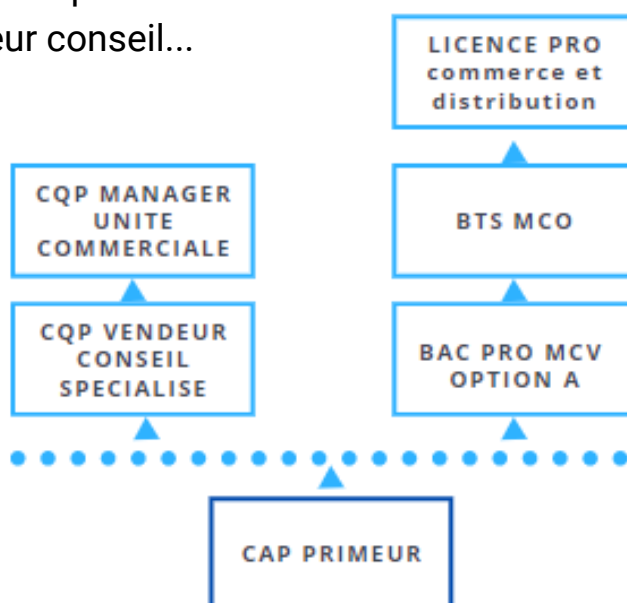 eur conseil...
LICENCE PRO
commerce et
distribution
CQP MANAGER
UNITE
COMMERCIALE
BTS MCO
CQP VENDEUR
CONSEIL
SPECIALISE
BAC PRO MCV
OPTION A
CAP PRIMEUR